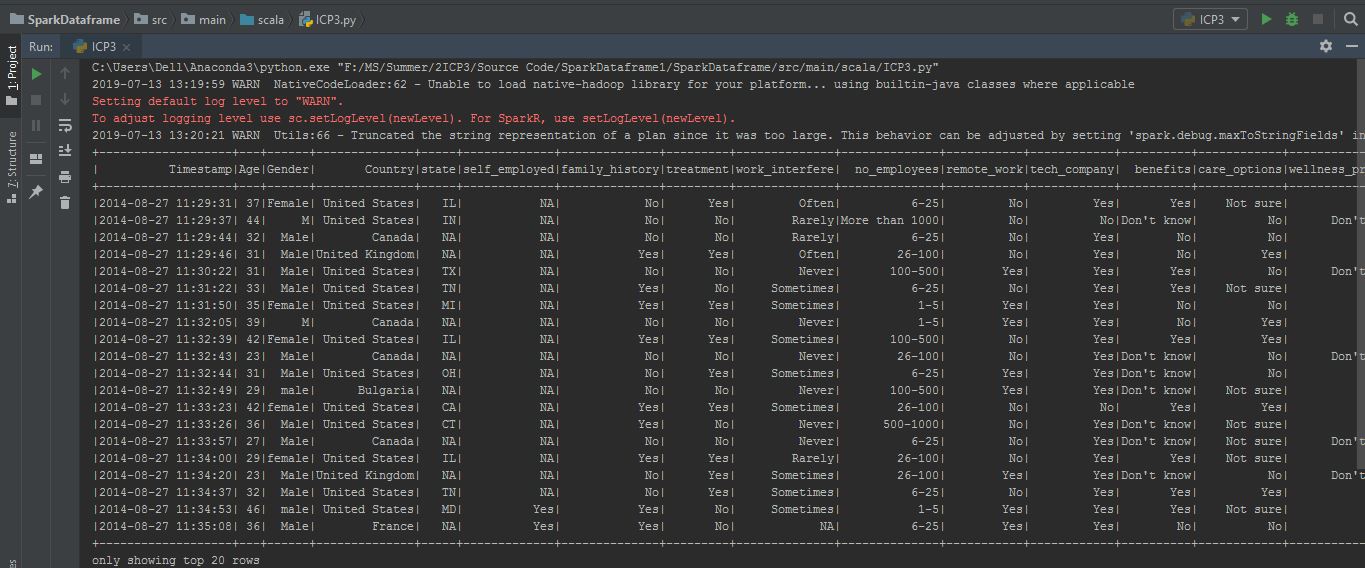 SparkDataframe src main scala ICP3.py ICP3
Run: ICP3
1: Project
7: Structure
C:\Users\Dell\Anaconda3\python.exe "F:/MS/Summer/2ICP3/Source Code/SparkDataframe1/SparkDataframe/src/main/scala/ICP3.py"
2019-07-13 13:19:59 WARN  NativeCodeLoader:62 - Unable to load native-hadoop library for your platform... using builtin-java classes where applicable
Setting default log level to "WARN".
To adjust logging level use sc.setLogLevel(newLevel). For SparkR, use setLogLevel(newLevel).
2019-07-13 13:20:21 WARN  Utils:66 - Truncated the string representation of a plan since it was too large. This behavior can be adjusted by setting 'spark.debug.maxToStringFields' in
+-------------------+---+------+--------------+-----+-------------+--------------+---------+--------------+--------------+-----------+------------+----------+------------+-----------
|          Timestamp|Age|Gender|       Country|state|self_employed|family_history|treatment|work_interfere|  no_employees|remote_work|tech_company|  benefits|care_options|wellness_pr
+-------------------+---+------+--------------+-----+-------------+--------------+---------+--------------+--------------+-----------+------------+----------+------------+-----------
|2014-08-27 11:29:31| 37|Female| United States|   IL|           NA|            No|      Yes|         Often|          6-25|         No|         Yes|       Yes|    Not sure|
|2014-08-27 11:29:37| 44|     M| United States|   IN|           NA|            No|       No|        Rarely|More than 1000|         No|          No|Don't know|          No|      Don't
|2014-08-27 11:29:44| 32|  Male|        Canada|   NA|           NA|            No|       No|        Rarely|          6-25|         No|         Yes|        No|          No|
|2014-08-27 11:29:46| 31|  Male|United Kingdom|   NA|           NA|           Yes|      Yes|         Often|        26-100|         No|         Yes|        No|         Yes|
|2014-08-27 11:30:22| 31|  Male| United States|   TX|           NA|            No|       No|         Never|       100-500|        Yes|         Yes|       Yes|          No|      Don't
|2014-08-27 11:31:22| 33|  Male| United States|   TN|           NA|           Yes|       No|     Sometimes|          6-25|         No|         Yes|       Yes|    Not sure|
|2014-08-27 11:31:50| 35|Female| United States|   MI|           NA|           Yes|      Yes|     Sometimes|           1-5|        Yes|         Yes|        No|          No|
|2014-08-27 11:32:05| 39|     M|        Canada|   NA|           NA|            No|       No|         Never|           1-5|        Yes|         Yes|        No|         Yes|
|2014-08-27 11:32:39| 42|Female| United States|   IL|           NA|           Yes|      Yes|     Sometimes|       100-500|         No|         Yes|       Yes|         Yes|
|2014-08-27 11:32:43| 23|  Male|        Canada|   NA|           NA|            No|       No|         Never|        26-100|         No|         Yes|Don't know|          No|      Don't
|2014-08-27 11:32:44| 31|  Male| United States|   OH|           NA|            No|      Yes|     Sometimes|          6-25|        Yes|         Yes|Don't know|          No|
|2014-08-27 11:32:49| 29|  male|      Bulgaria|   NA|           NA|            No|       No|         Never|       100-500|        Yes|         Yes|Don't know|    Not sure|
|2014-08-27 11:33:23| 42|female| United States|   CA|           NA|           Yes|      Yes|     Sometimes|        26-100|         No|          No|       Yes|         Yes|
|2014-08-27 11:33:26| 36|  Male| United States|   CT|           NA|           Yes|       No|         Never|      500-1000|         No|         Yes|Don't know|    Not sure|
|2014-08-27 11:33:57| 27|  Male|        Canada|   NA|           NA|            No|       No|         Never|          6-25|         No|         Yes|Don't know|    Not sure|      Don't
|2014-08-27 11:34:00| 29|female| United States|   IL|           NA|           Yes|      Yes|        Rarely|        26-100|         No|         Yes|       Yes|    Not sure|
|2014-08-27 11:34:20| 23|  Male|United Kingdom|   NA|           NA|            No|      Yes|     Sometimes|        26-100|        Yes|         Yes|Don't know|          No|      Don't
|2014-08-27 11:34:37| 32|  Male| United States|   TN|           NA|            No|      Yes|     Sometimes|          6-25|         No|         Yes|       Yes|         Yes|
|2014-08-27 11:34:53| 46|  male| United States|   MD|          Yes|           Yes|       No|     Sometimes|           1-5|        Yes|         Yes|       Yes|    Not sure|
|2014-08-27 11:35:08| 36|  Male|        France|   NA|          Yes|           Yes|       No|            NA|          6-25|        Yes|         Yes|        No|          No|
+-------------------+---+------+--------------+-----+-------------+--------------+---------+--------------+--------------+-----------+------------+----------+------------+-----------
only showing top 20 rows